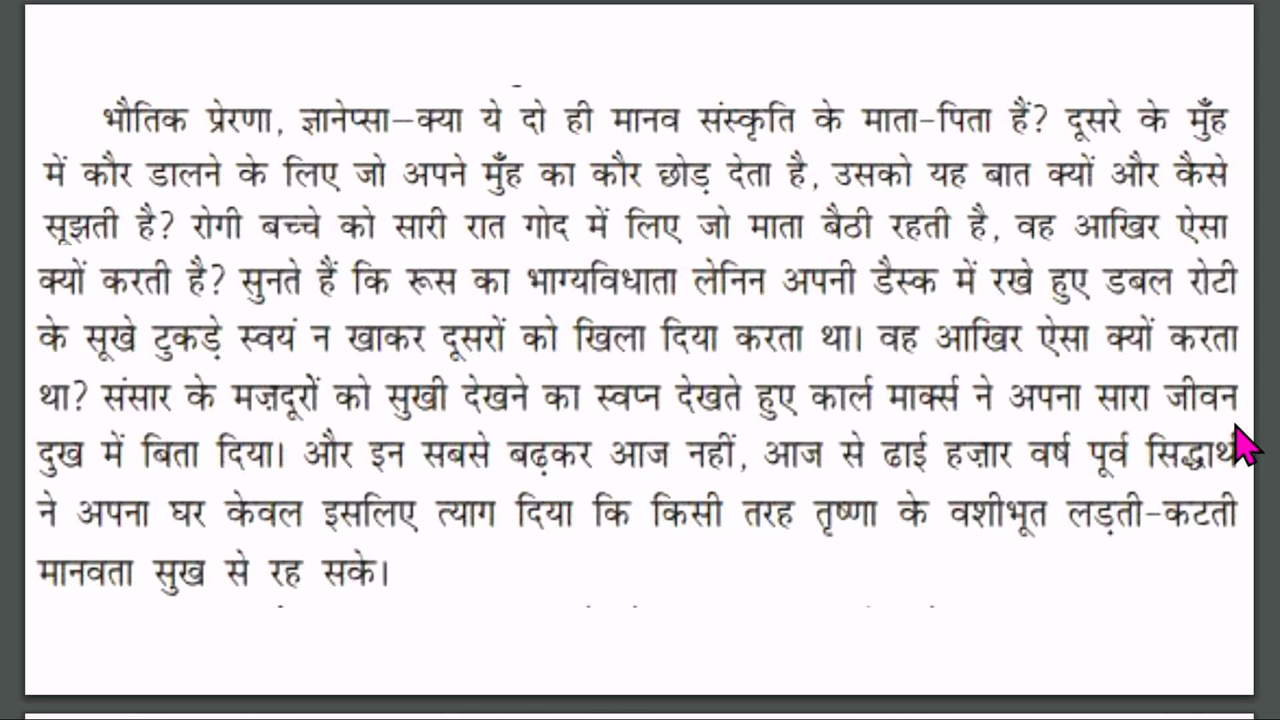 भौतिक प्रेरणा, ज्ञानेप्सा–क्या ये दो ही मानव संस्कृति के माता-पिता हैं? दूसरे के मुँह
में कौर डालने के लिए जो अपने मुँह का कौर छोड़ देता है, उसको यह बात क्यों और कैसे
सूझती है? रोगी बच्चे को सारी रात गोद में लिए जो माता बैठी रहती है, वह आखिर ऐसा
क्यों करती है? सुनते हैं कि रूस का भाग्यविधाता लेनिन अपनी डैस्क में रखे हुए डबल रोटी
के सूखे टुकड़े स्वयं न खाकर दूसरों को खिला दिया करता था। वह आखिर ऐसा क्यों करता
था? संसार के मज़दूरों को सुखी देखने का स्वप्न देखते हुए कार्ल मार्क्स ने अपना सारा जीवन
दुख में बिता दिया। और इन सबसे बढ़कर आज नहीं, आज से ढाई हज़ार वर्ष पूर्व सिद्धार्थ
ने अपना घर केवल इसलिए त्याग दिया कि किसी तरह तृष्णा के वशीभूत लड़ती-कटती
मानवता सुख से रह सके।